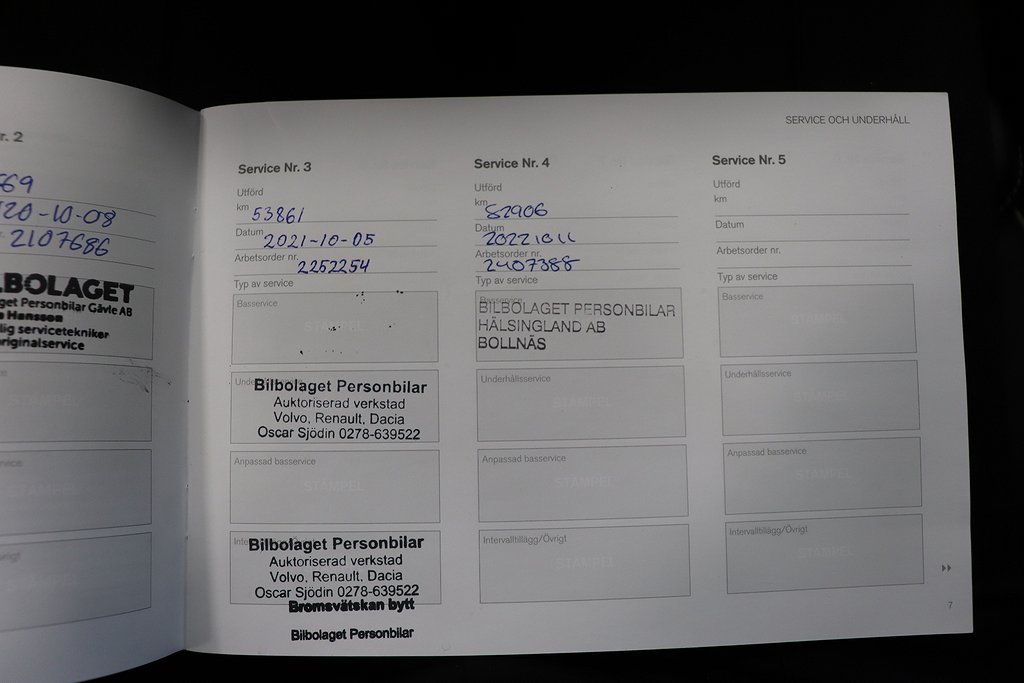 r. 2
569
20-10-08
2107686
LBOLAGET
get Personbilar Gävle AB
Hansson
lig servicetekniker
riginalservice
SERVICE OCH UNDERHÅLL
Service Nr. 3
Utförd
km 53861
Datum 2021-10-05
Arbetsorder nr. 2252254
Typ av service
Basservice
STÄMPEL
Bilbolaget Personbilar
Auktoriserad verkstad
Volvo, Renault, Dacia
Oscar Sjödin 0278-639522
Anpassad basservice
STÄMPEL
Bilbolaget Personbilar
Auktoriserad verkstad
Volvo, Renault, Dacia
Oscar Sjödin 0278-639522
Bromsvätskan bytt
Bilbolaget Personbilar
Service Nr. 4
Utförd
km 82906
Datum 20221011
Arbetsorder nr. 2407388
Typ av service
Basservice
BILBOLAGET PERSONBILAR
HÄLSINGLAND AB
BOLLNÄS
Underhållsservice
STÄMPEL
Anpassad basservice
STÄMPEL
Intervalltillägg/Övrigt
STÄMPEL
Service Nr. 5
Utförd
km
Datum
Arbetsorder nr.
Typ av service
Basservice
STÄMPEL
Underhållsservice
STÄMPEL
Anpassad basservice
STÄMPEL
Intervalltillägg/Övrigt
STÄMPEL
7